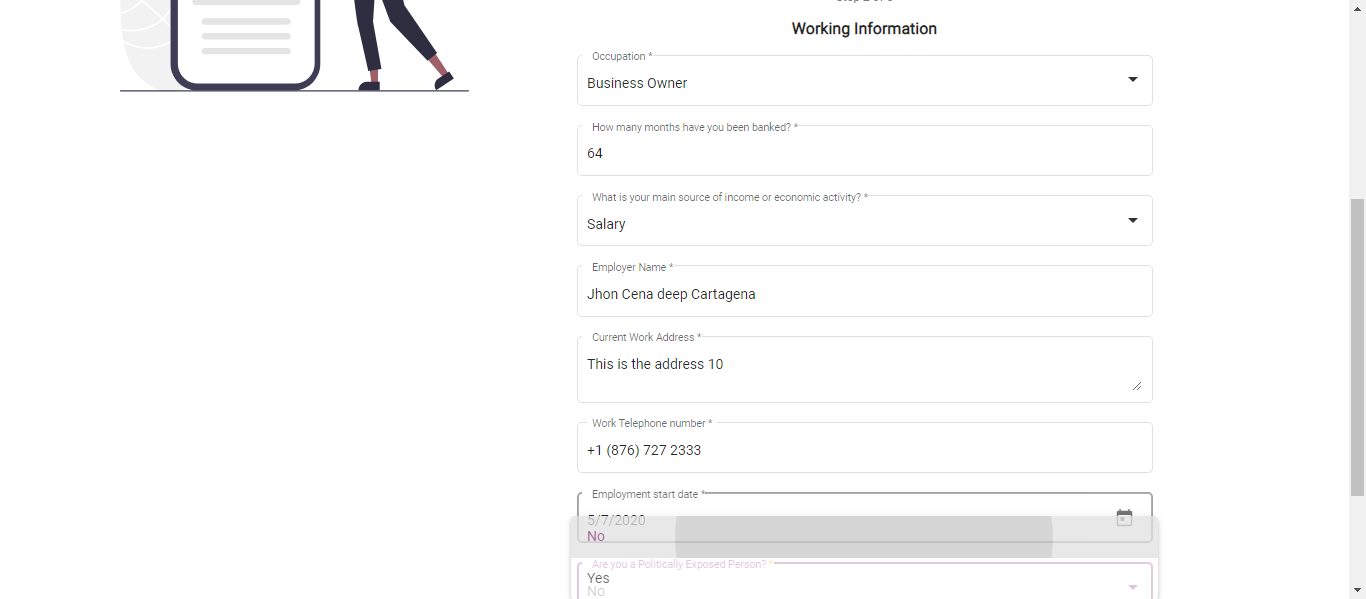 Working Information
Occupation *
Business Owner
How many months have you been banked? *
64
What is your main source of income or economic activity? *
Salary
Employer Name *
Jhon Cena deep Cartagena
Current Work Address *
This is the address 10
Work Telephone number *
+1 (876) 727 2333
Employment start date *
5/7/2020
No
Are you a Politically Exposed Person? *
Yes
No